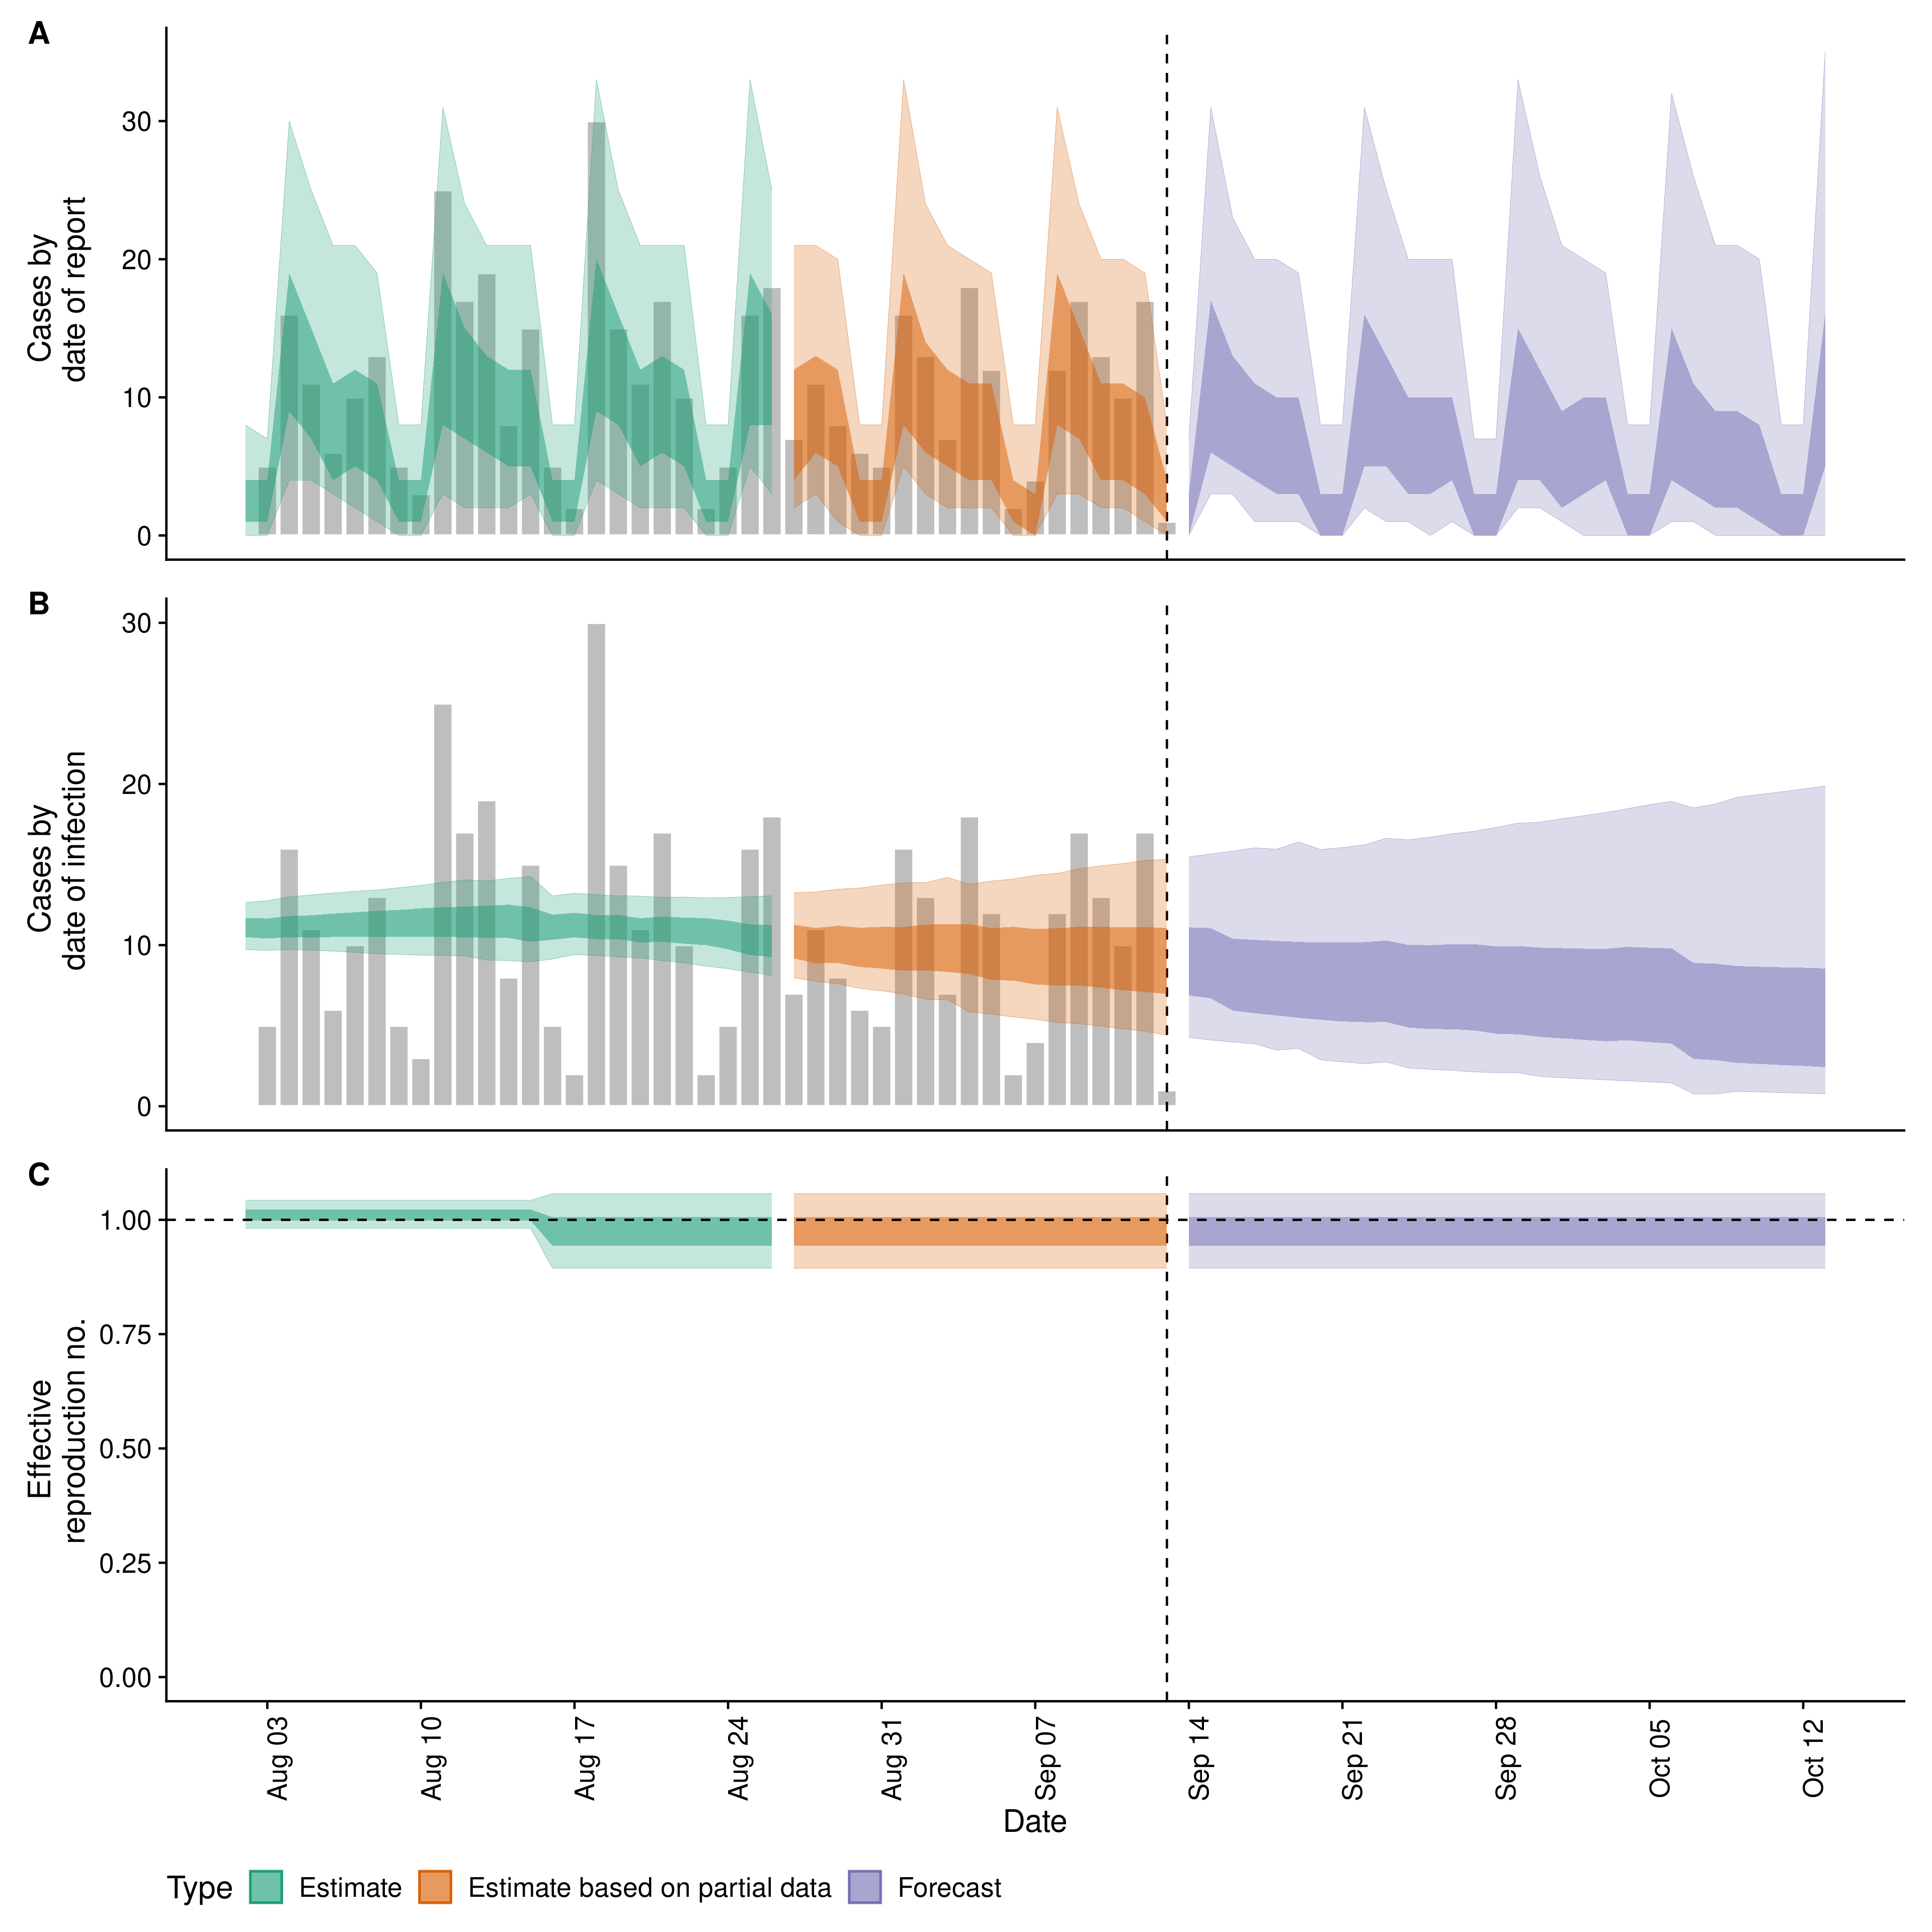 A
Cases by
date of report
30
20
10
0
B
Cases by
date of infection
30
20
10
0
C
Effective
reproduction no.
1.00
0.75
0.50
0.25
0.00
Aug 03
Aug 10
Aug 17
Aug 24
Aug 31
Sep 07
Sep 14
Sep 21
Sep 28
Oct 05
Oct 12
Date
Type Estimate Estimate based on partial data Forecast